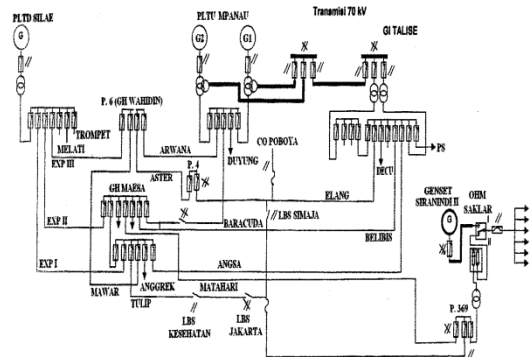 PLTD SILAE
G
PLTU MPANAU
G2
G1
Transmisi 70 kV
GI TALISE
P. 6 (GH WAHIDIN)
TROMPET
MELATI
EXP III
ARWANA
DUYUNG
CO POBOYA
PS
DECU
ASTER
P. 4
GH MAESA
ELANG
GENSET
SIRANINDI II
G
OHM
SAKLAR
EXP II
BARACUDA
LBS SIMAJA
BELIBIS
EXP I
ANGSA
MAWAR
ANGGREK
TULIP
MATAHARI
LBS
KESEHATAN
LBS
JAKARTA
P. 369